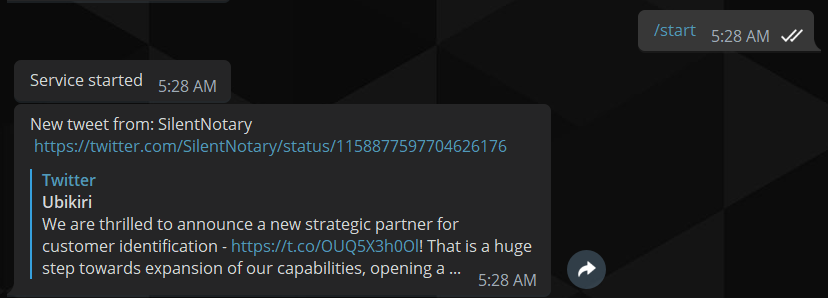 /start 5:28 AM
Service started 5:28 AM
New tweet from: SilentNotary
https://twitter.com/SilentNotary/status/1158877597704626176
Twitter
Ubikiri
We are thrilled to announce a new strategic partner for
customer identification - https://t.co/OUQ5X3h0Ol! That is a huge
step towards expansion of our capabilities, opening a ...
5:28 AM